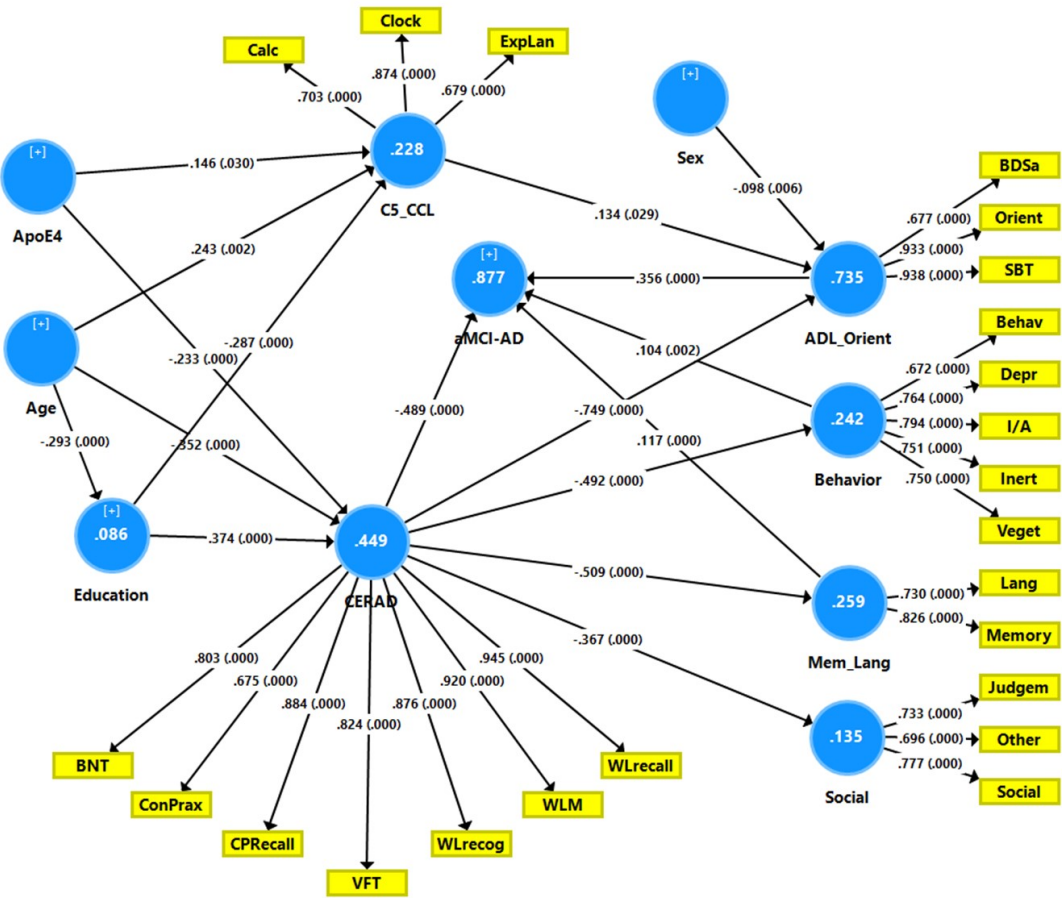 Clock
Calc
ExpLan
.874 (.000)
.703 (.000)
.679 (.000)
[+]
Sex
[+]
ApoE4
.146 (.030)
.228
C5_CCL
-.098 (.006)
BDSa
.677 (.000)
Orient
.933 (.000)
.938 (.000)
SBT
.134 (.029)
.243 (.002)
[+]
.877
aMCI-AD
.356 (.000)
.735
ADL_Orient
[+]
Age
-.287 (.000)
-.233 (.000)
.104 (.002)
Behav
.672 (.000)
Depr
.764 (.000)
.794 (.000)
I/A
.751 (.000)
Inert
.750 (.000)
Veget
.242
Behavior
-.293 (.000)
-.352 (.000)
-.489 (.000)
-.749 (.000)
.117 (.000)
-.492 (.000)
[+]
.086
Education
.374 (.000)
.449
CERAD
-.509 (.000)
.259
Mem_Lang
Lang
.730 (.000)
.826 (.000)
Memory
-.367 (.000)
.135
Social
Judgem
.733 (.000)
.696 (.000)
Other
.777 (.000)
Social
.803 (.000)
.675 (.000)
.884 (.000)
.824 (.000)
.876 (.000)
.920 (.000)
.945 (.000)
BNT
ConPrax
CPRecall
VFT
WLrecog
WLM
WLrecall